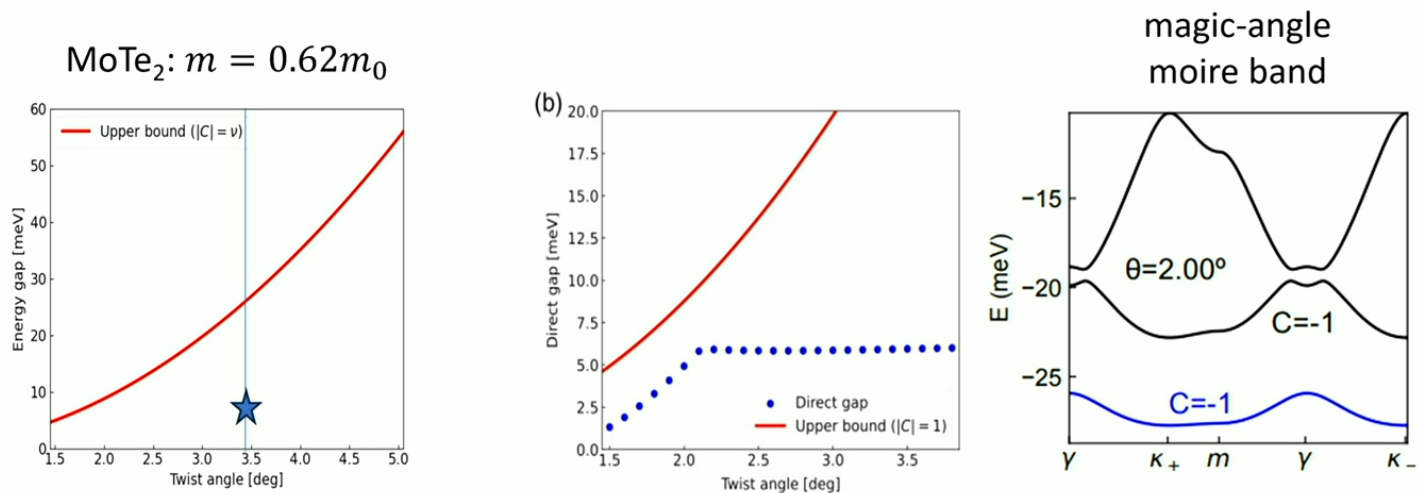 MoTe₂: m = 0.62m₀
60
50
40
30
20
10
0
Energy gap [meV]
Upper bound (|C| = ν)
1.5 2.0 2.5 3.0 3.5 4.0 4.5 5.0
Twist angle [deg]
(b)
20.0
17.5
15.0
12.5
10.0
7.5
5.0
2.5
0.0
Direct gap [meV]
Direct gap
Upper bound (|C| = 1)
1.5 2.0 2.5 3.0 3.5
Twist angle [deg]
magic-angle
moire band
−15
−20
−25
E (meV)
θ=2.00º
C=-1
C=-1
γ κ₊ m γ κ₋